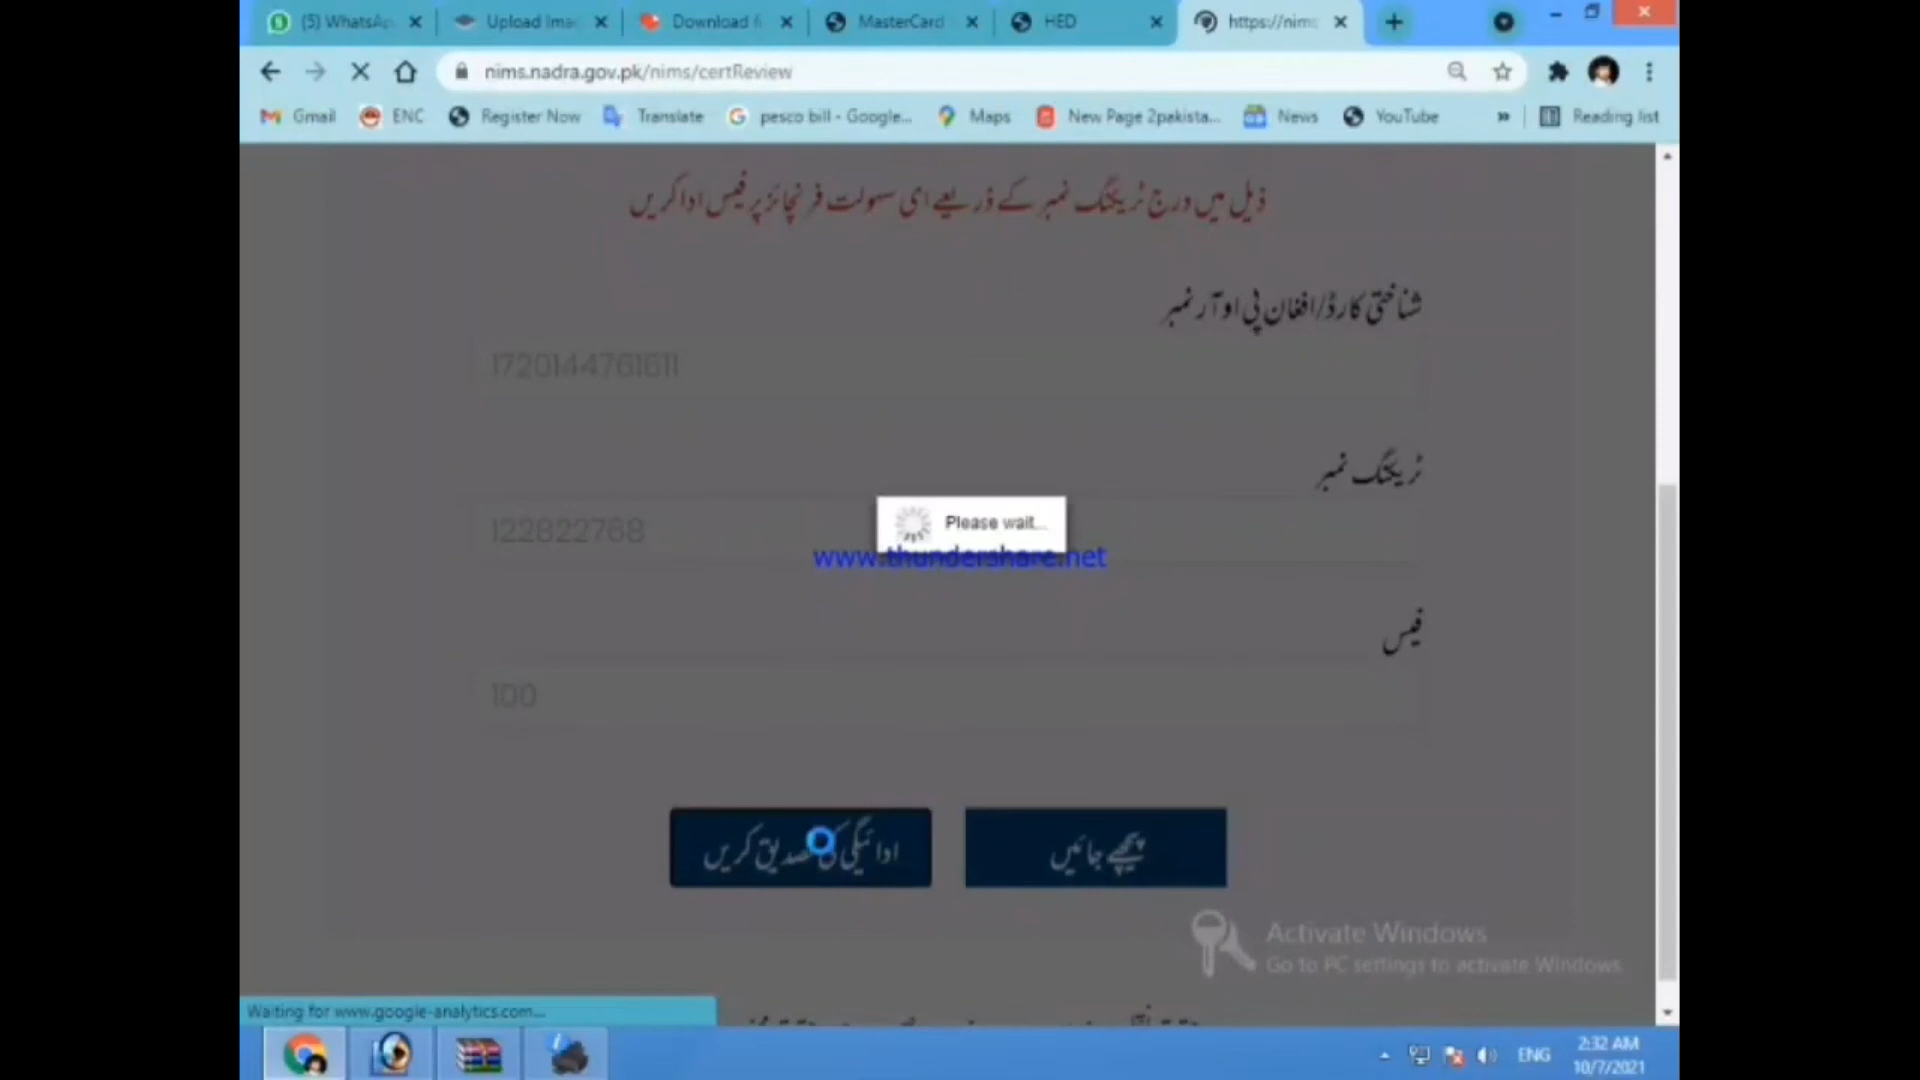 (5) WhatsAp
Upload Ima
Download f
MasterCard
HED
https://nims
nims.nadra.gov.pk/nims/certReview
Gmail
ENC
Register Now
Translate
pesco bill - Google...
Maps
New Page 2pakista...
News
YouTube
»
Reading list
ذیل میں درج ٹریکنگ نمبر کے ذریعے ای سہولت فرنچائز پر فیس ادا کریں
شناختی کارڈ/افغان پی او آر نمبر
1720144761611
ٹریکنگ نمبر
122822768
Please wait...
www.thundershare.net
فیس
100
ادائیگی کی تصدیق کریں
پیچھے جائیں
Activate Windows
Go to PC settings to activate Windows.
Waiting for www.google-analytics.com...
ENG
2:32 AM
10/7/2021